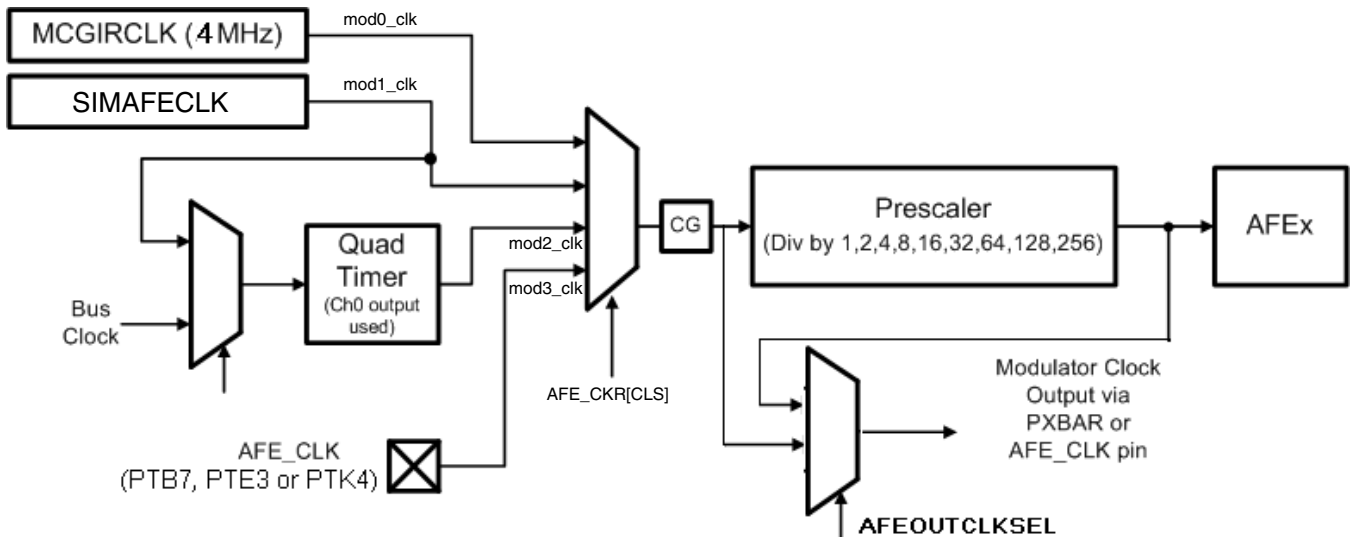 mod0_clk
MCGIRCLK (4 MHz)
mod1_clk
SIMAFECLK
Prescaler
(Div by 1,2,4,8,16,32,64,128,256)
AFEx
CG
Quad
Timer
(Ch0 output
used)
mod2_clk
mod3_clk
Bus
Clock
AFE_CKR[CLS]
Modulator Clock
Output via
PXBAR or
AFE_CLK pin
AFE_CLK
(PTB7, PTE3 or PTK4)
AFEOUTCLKSEL